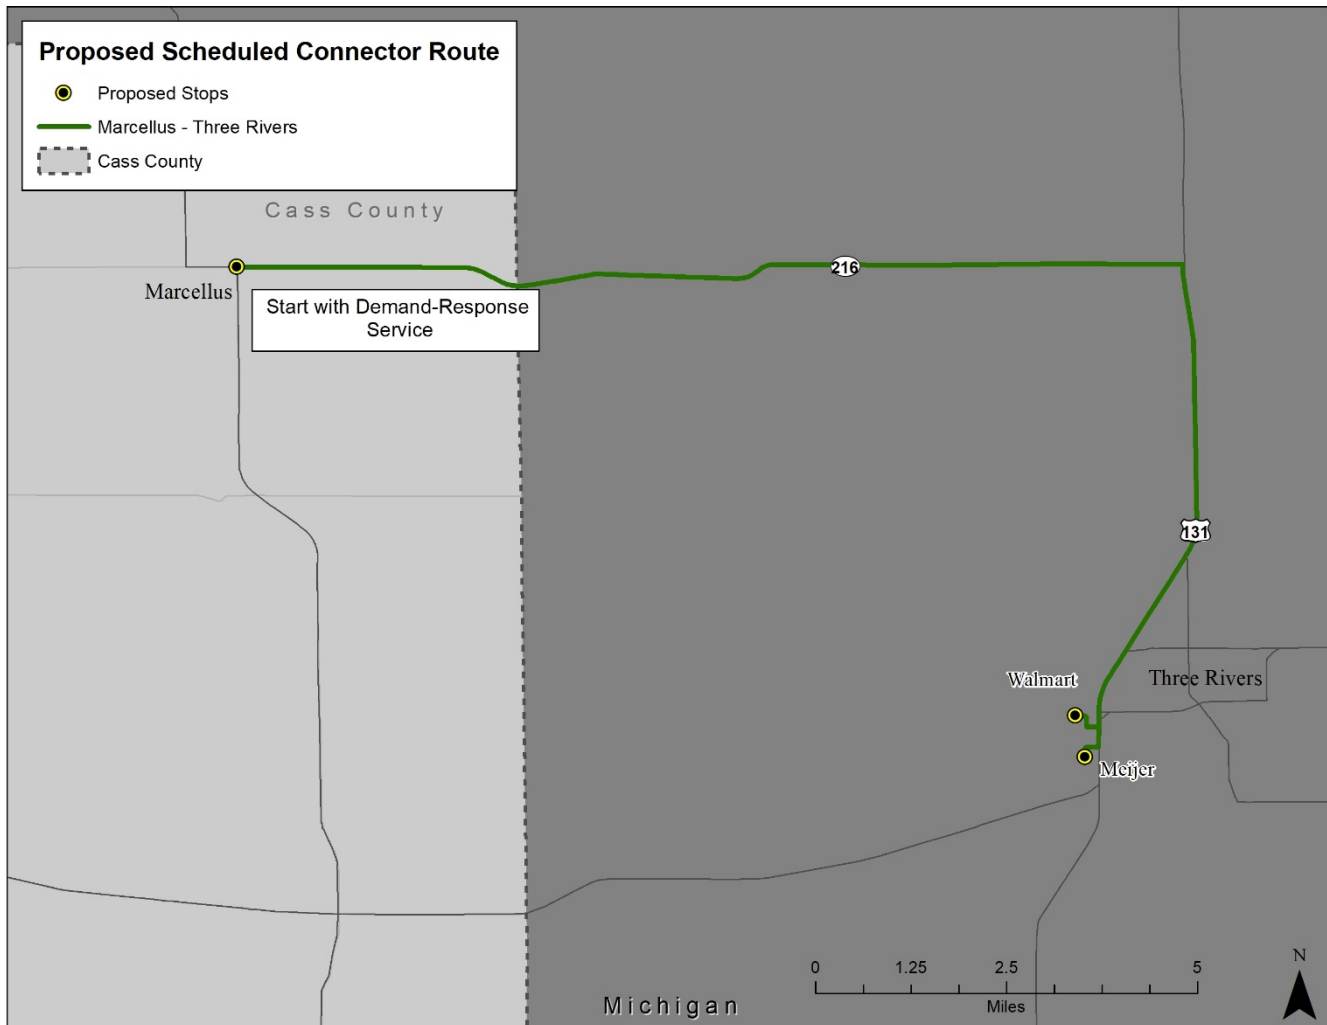 Proposed Scheduled Connector Route
Proposed Stops
Marcellus - Three Rivers
Cass County
Cass County
216
Marcellus
Start with Demand-Response
Service
131
Walmart
Three Rivers
Meijer
N
0 1.25 2.5 5
Miles
Michigan